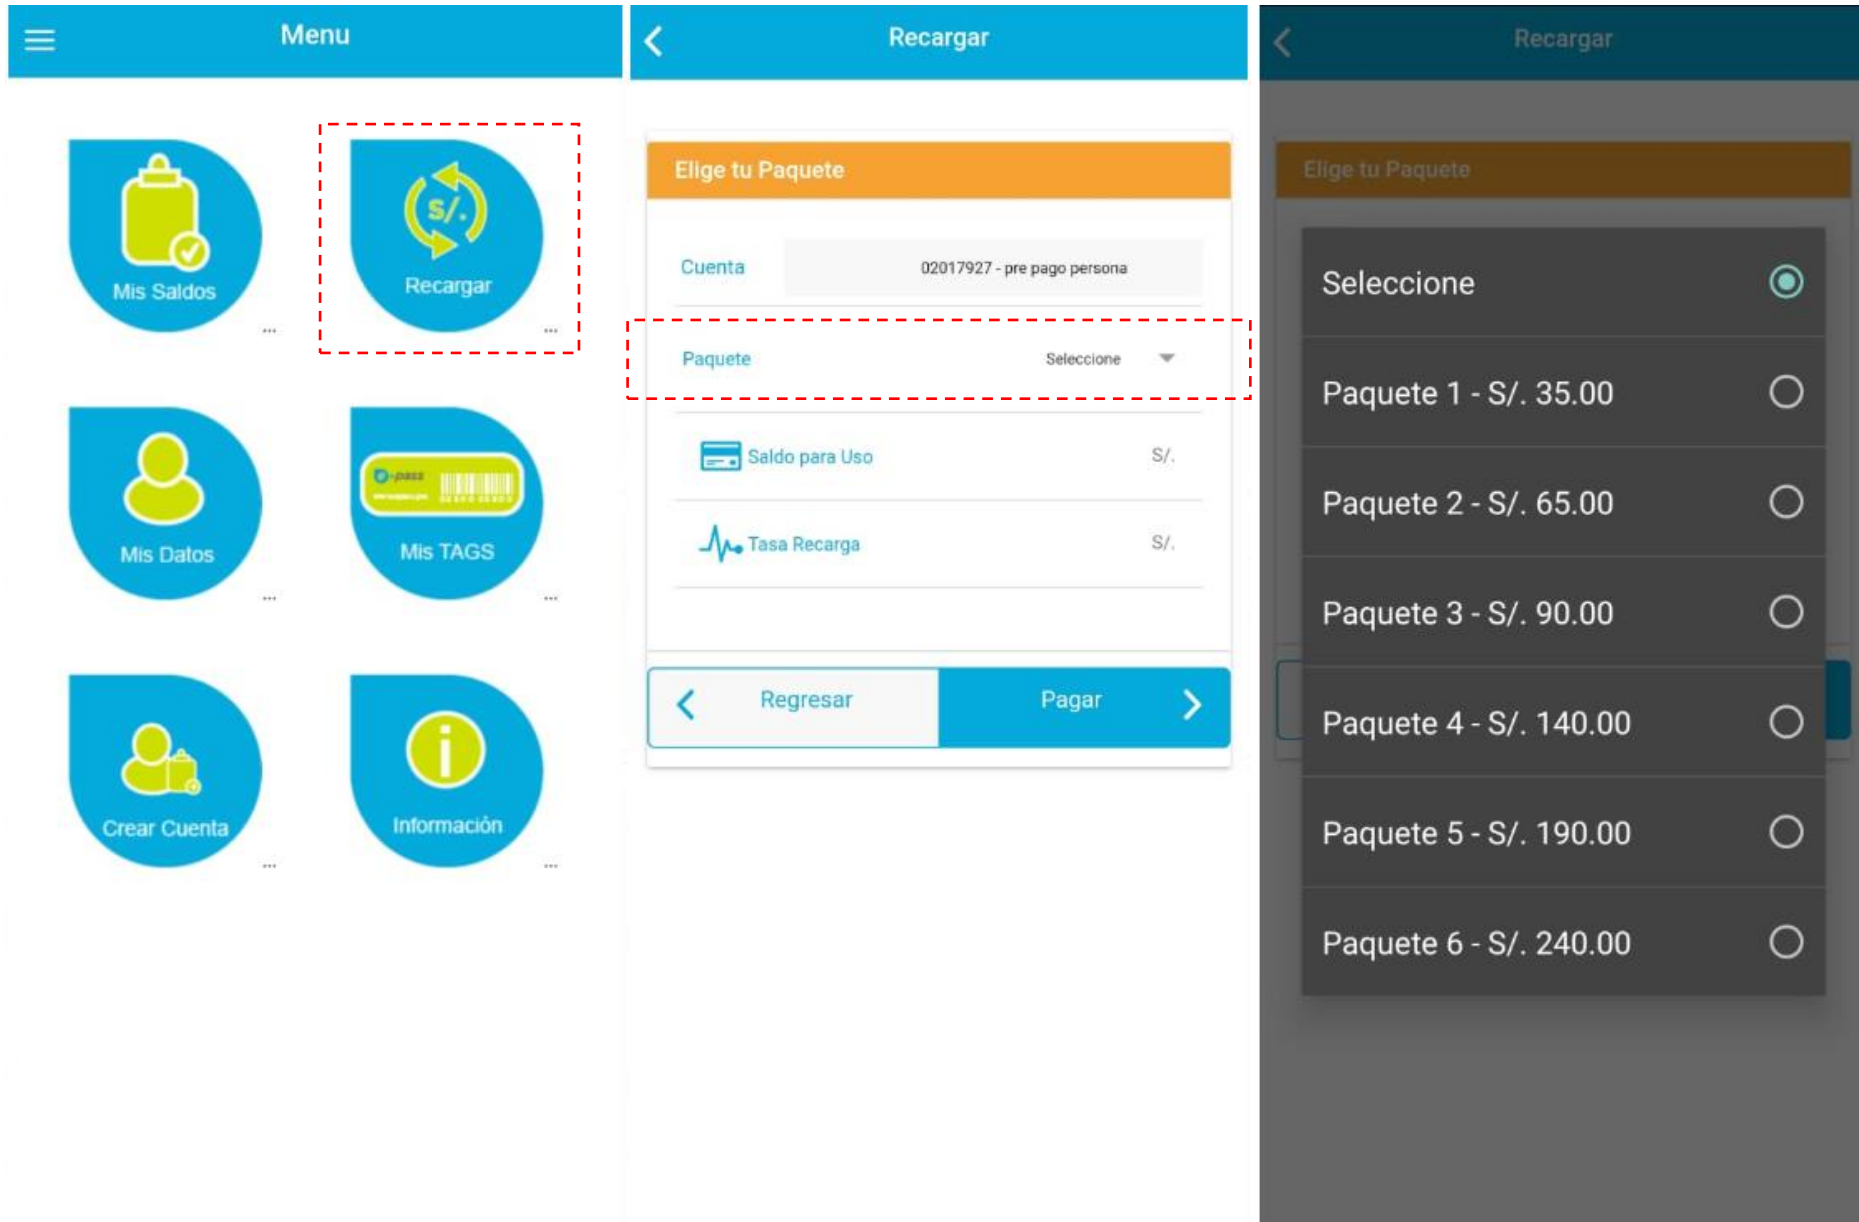 Menu
Mis Saldos
...
S/.
Recargar
...
Mis Datos
...
D-pass
Mis TAGS
...
Crear Cuenta
...
Información
...
Recargar
Elige tu Paquete
Cuenta 02017927 - pre pago persona
Paquete Seleccione
Saldo para Uso S/.
Tasa Recarga S/.
Regresar Pagar
Recargar
Elige tu Paquete
Seleccione
Paquete 1 - S/. 35.00
Paquete 2 - S/. 65.00
Paquete 3 - S/. 90.00
Paquete 4 - S/. 140.00
Paquete 5 - S/. 190.00
Paquete 6 - S/. 240.00